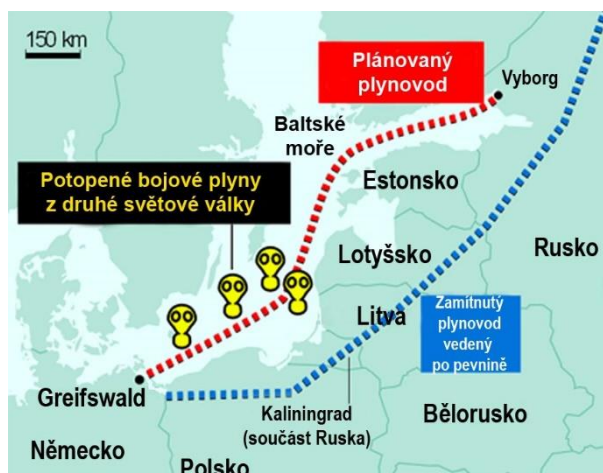 150 km
Plánovaný
plynovod
Vyborg
Baltské
moře
Potopené bojové plyny
z druhé světové války
Estonsko
Lotyšsko
Rusko
Litva
Zamítnutý
plynovod
vedený
po pevnině
Greifswald
Kaliningrad
(součást Ruska)
Bělorusko
Německo
Polsko